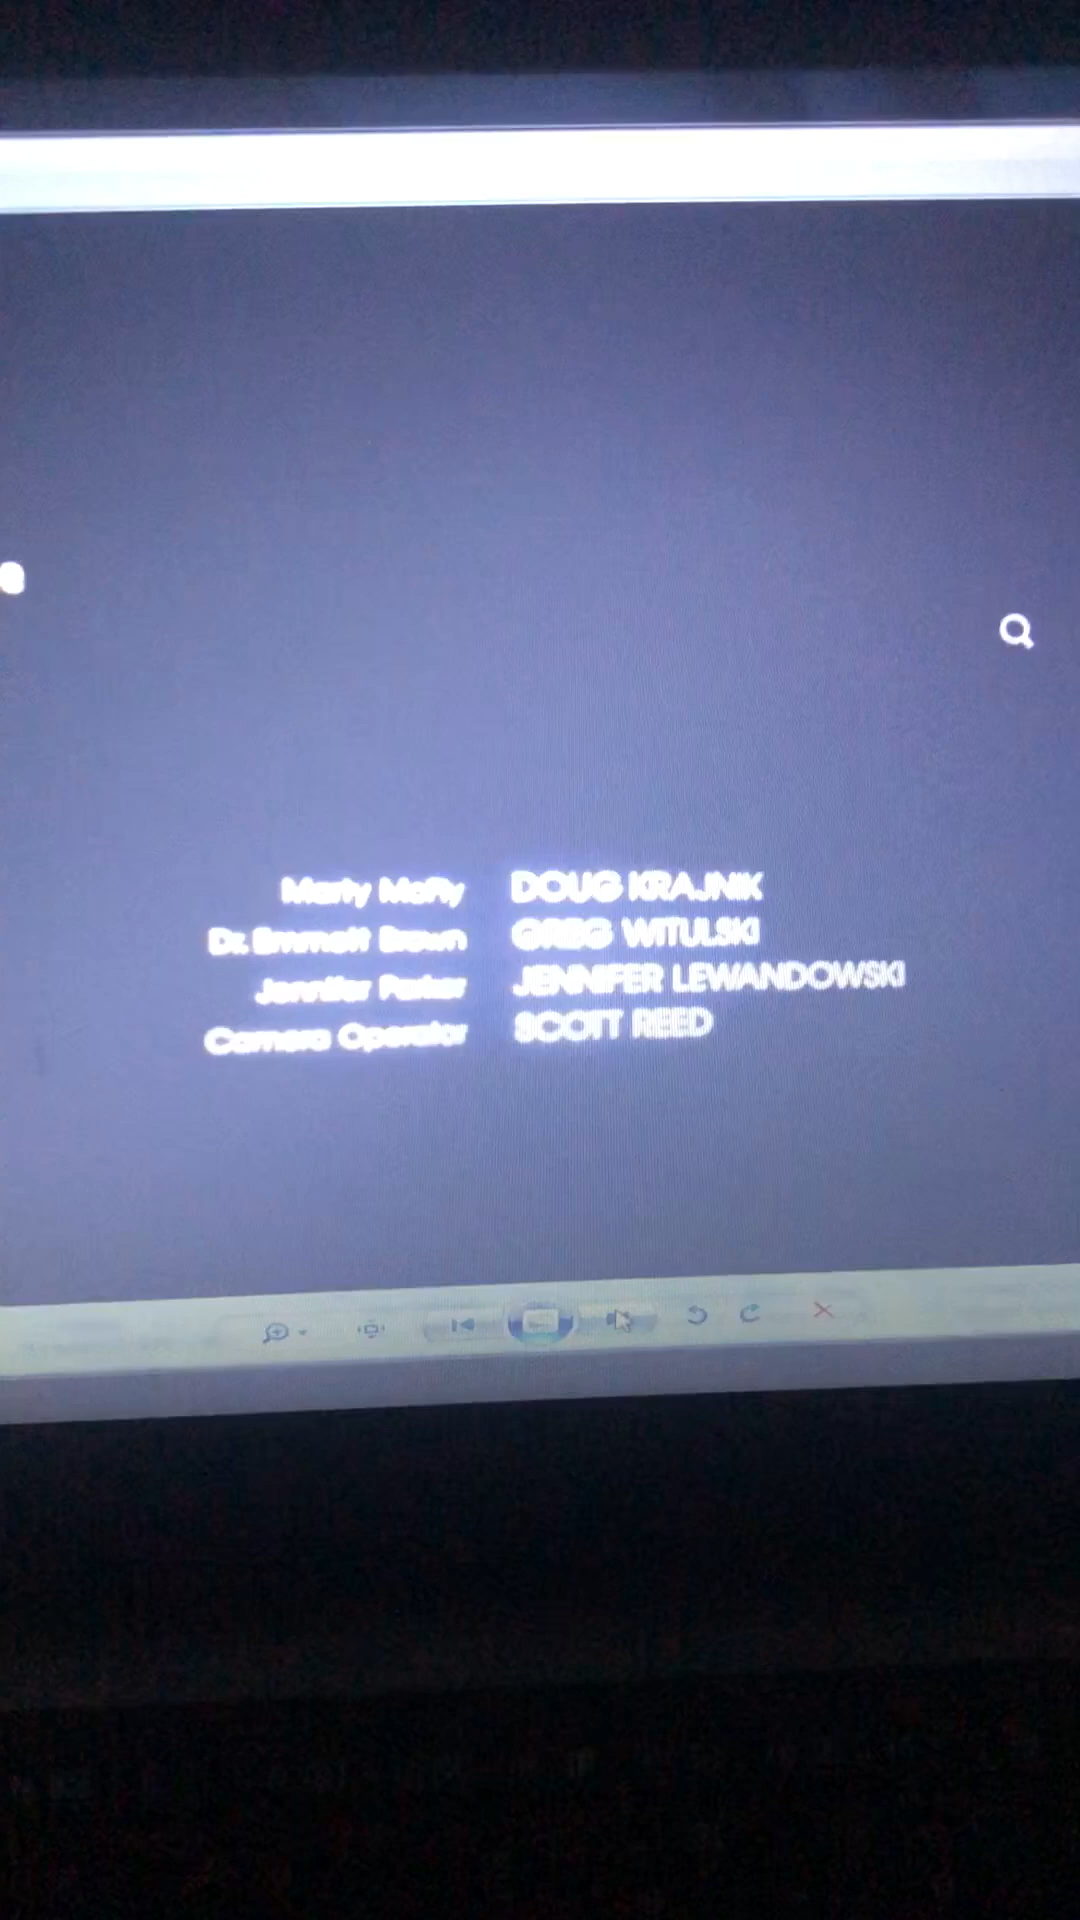 Marty McFly DOUG KRAJNIK
Dr. Emmett Brown GREG WITULSKI
Jennifer Parker JENNIFER LEWANDOWSKI
Camera Operator SCOTT REED